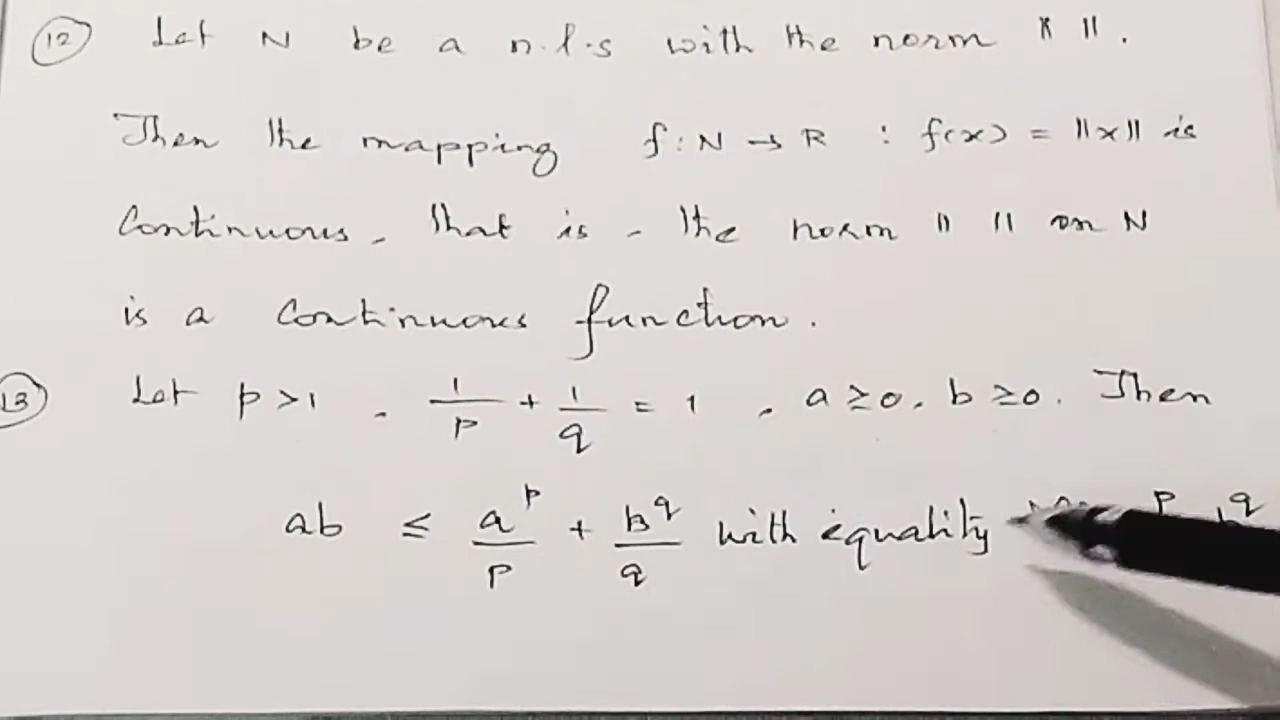 (12) Let N be a n.l.s with the norm || ||.
Then the mapping f : N → R : f(x) = ||x|| is
continuous. That is, the norm || || on N
is a continuous function.
(13) Let p > 1, 1/p + 1/q = 1, a ≥ 0, b ≥ 0. Then
ab ≤ a^p/p + b^q/q with equality p b^q